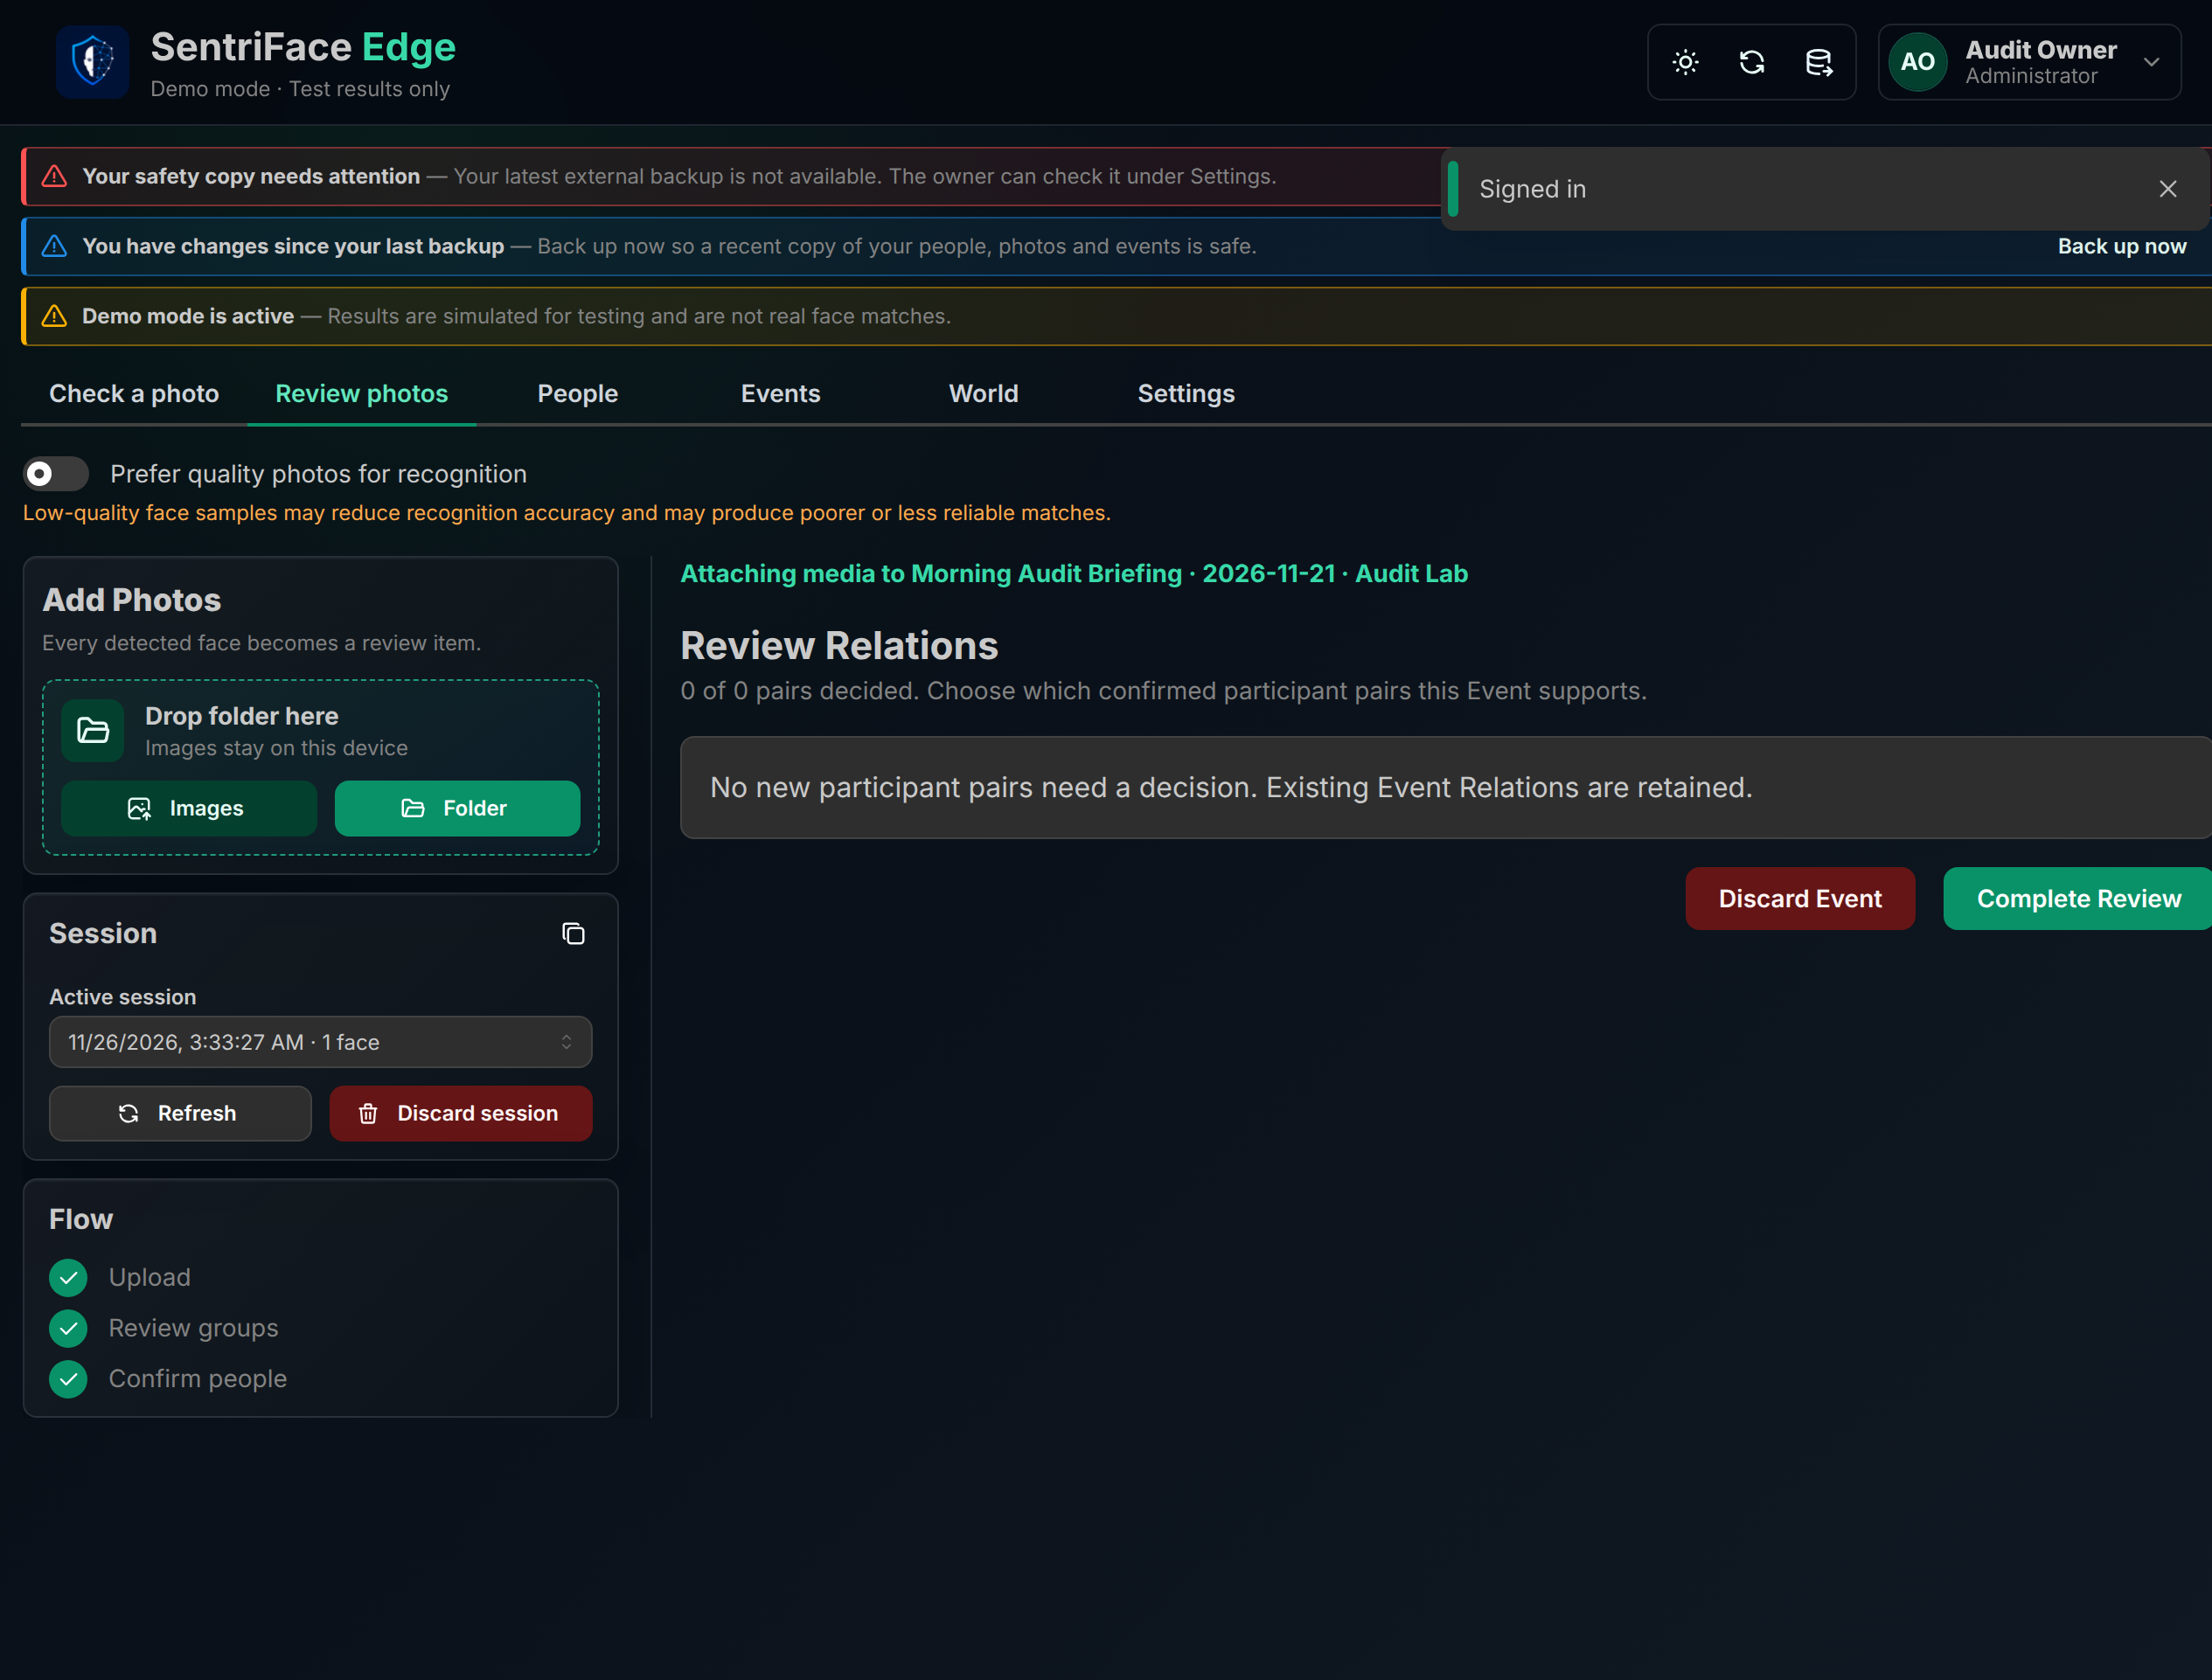 SentriFace Edge
Demo mode · Test results only
AO
Audit Owner
Administrator
Your safety copy needs attention — Your latest external backup is not available. The owner can check it under Settings.
Signed in
You have changes since your last backup — Back up now so a recent copy of your people, photos and events is safe.
Back up now
Demo mode is active — Results are simulated for testing and are not real face matches.
Check a photo Review photos People Events World Settings
Prefer quality photos for recognition
Low-quality face samples may reduce recognition accuracy and may produce poorer or less reliable matches.
Add Photos
Every detected face becomes a review item.
Drop folder here
Images stay on this device
Images Folder
Session
Active session
11/26/2026, 3:33:27 AM · 1 face
Refresh Discard session
Flow
Upload
Review groups
Confirm people
Attaching media to Morning Audit Briefing · 2026-11-21 · Audit Lab
Review Relations
0 of 0 pairs decided. Choose which confirmed participant pairs this Event supports.
No new participant pairs need a decision. Existing Event Relations are retained.
Discard Event Complete Review